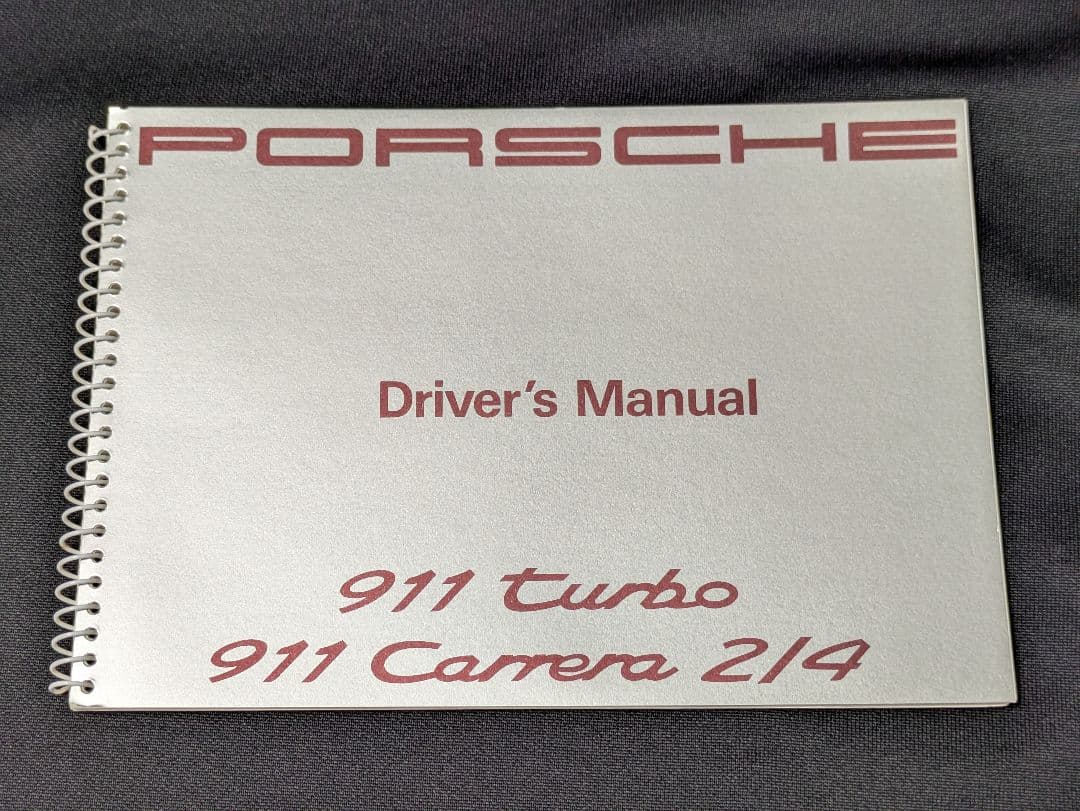 PORSCHE
Driver's Manual
911 turbo
911 Carrera 2/4